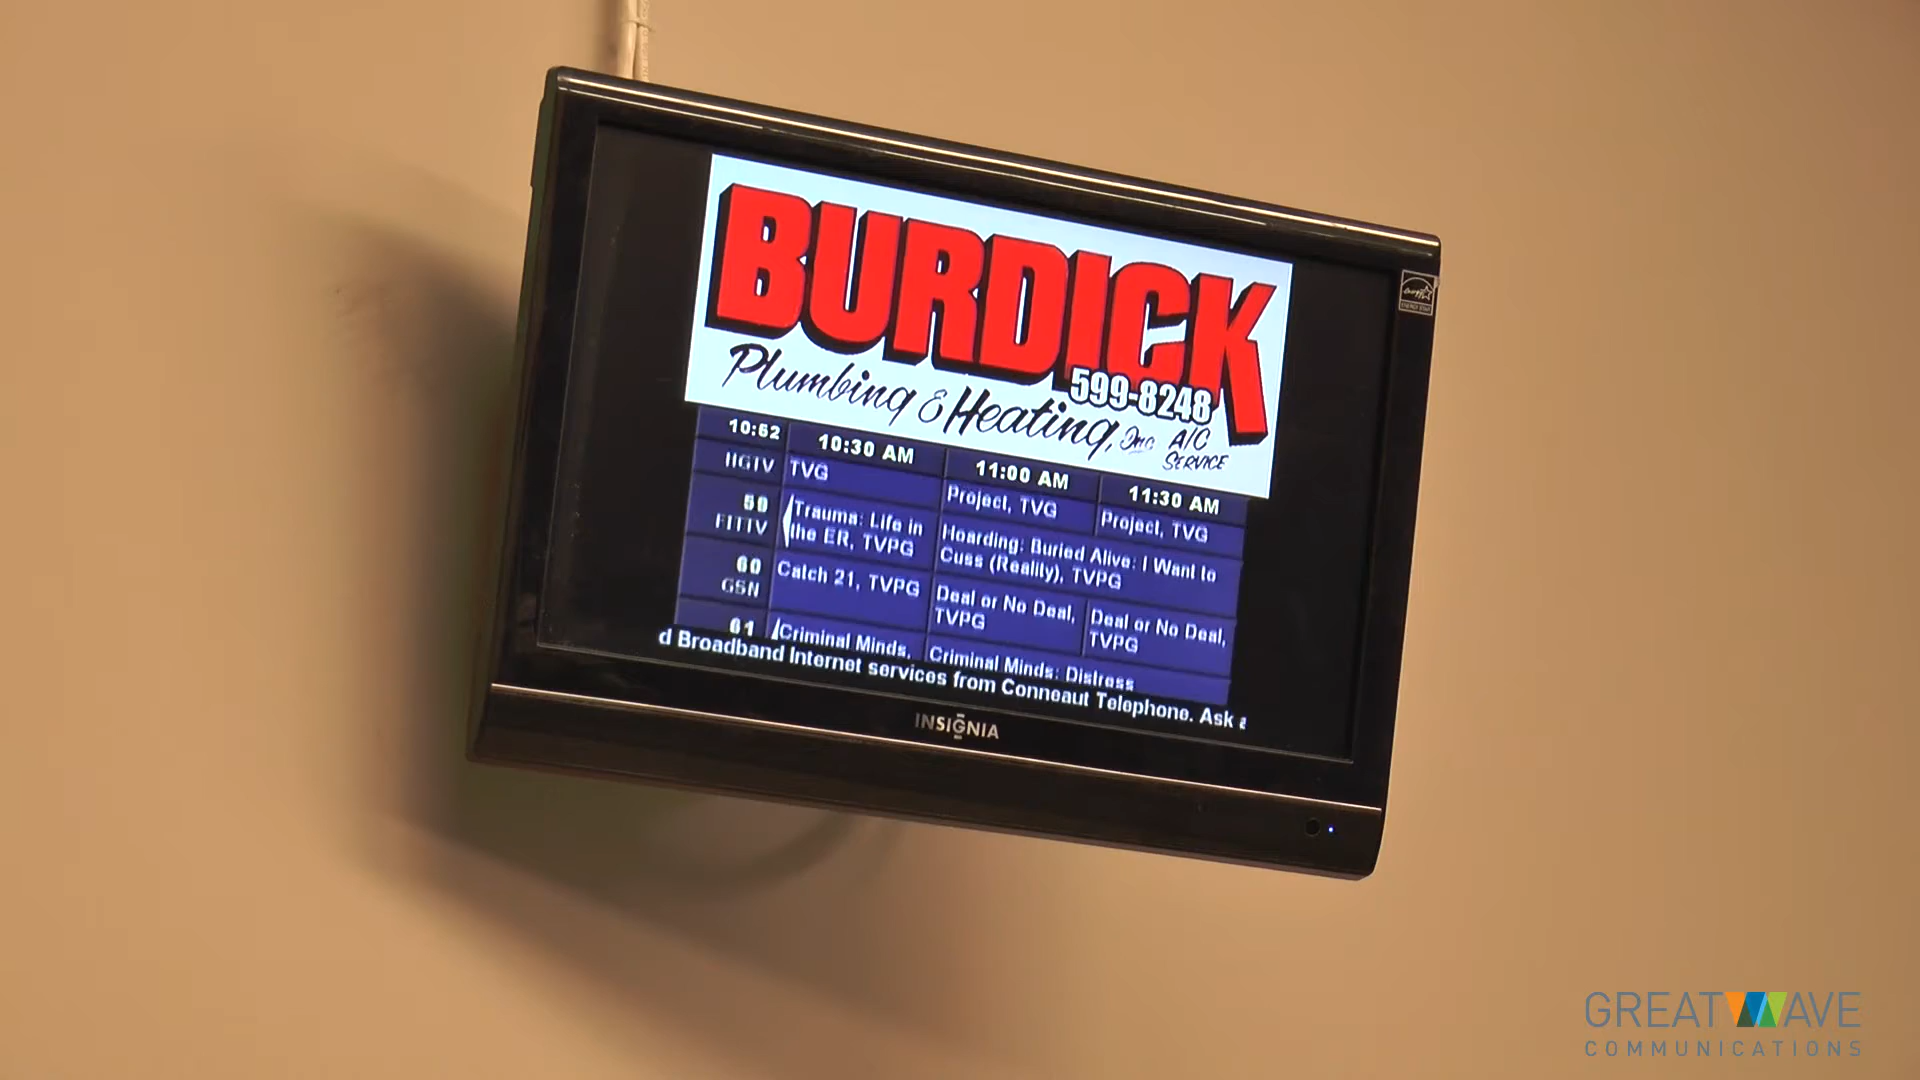 BURDICK
599-8248
Plumbing & Heating, Inc A/C
SERVICE
10:52 10:30 AM 11:00 AM 11:30 AM
HGTV TVG Project, TVG Project, TVG
50 Trauma: Life in Hoarding: Buried Alive: I Want to
FITTV the ER, TVPG Cuss (Reality), TVPG
60 Catch 21, TVPG Deal or No Deal, Deal or No Deal,
GSN TVPG TVPG
61 Criminal Minds, Criminal Minds: Distress
d Broadband Internet services from Conneaut Telephone. Ask a
INSIGNIA
GREATWAVE
COMMUNICATIONS